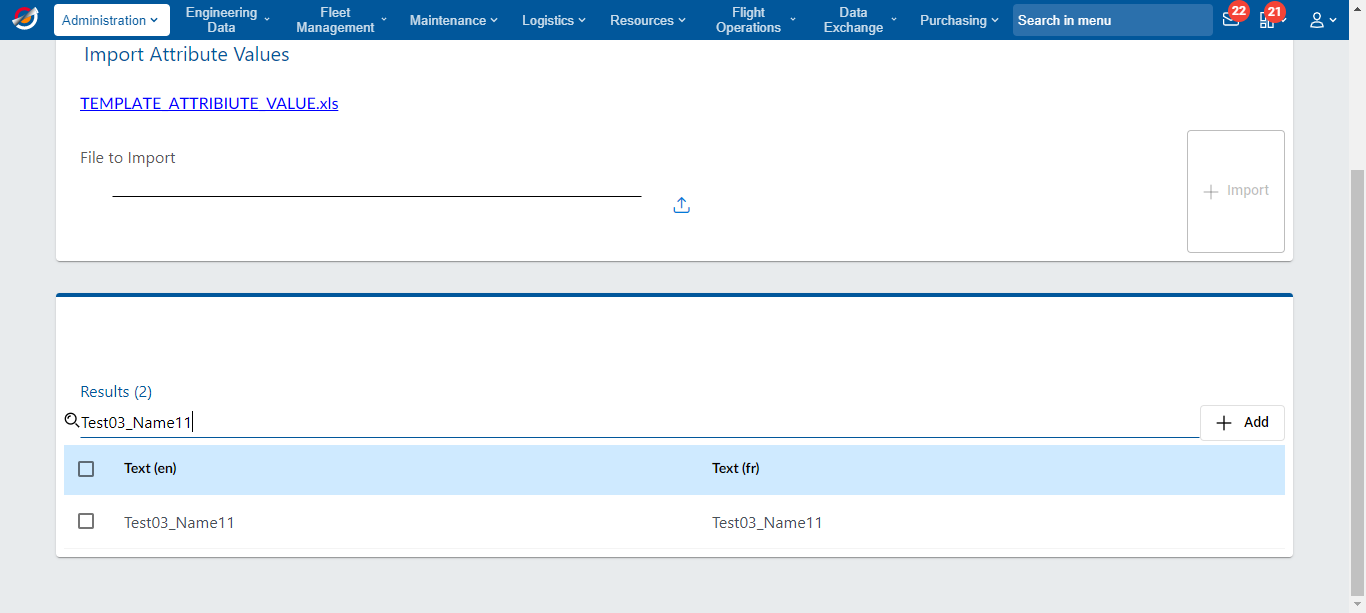 Administration
Engineering Data
Fleet Management
Maintenance
Logistics
Resources
Flight Operations
Data Exchange
Purchasing
Search in menu
22
21
Import Attribute Values
TEMPLATE_ATTRIBIUTE_VALUE.xls
File to Import
Import
Results (2)
Test03_Name11
Add
Text (en) Text (fr)
Test03_Name11 Test03_Name11